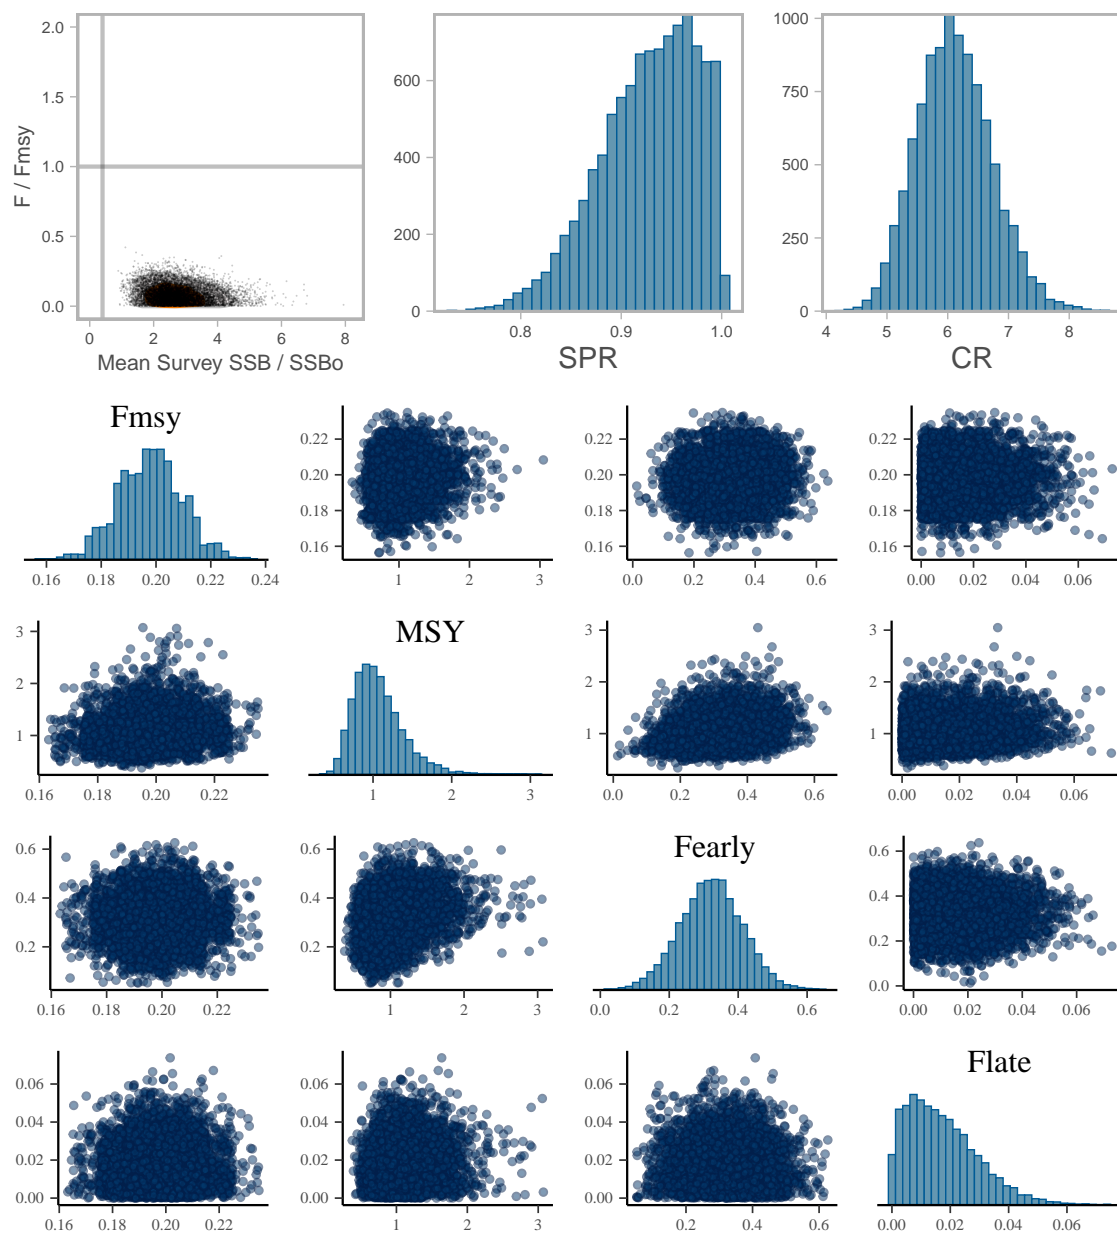 2.0
1.5
1.0
0.5
0.0
F / Fmsy
0 2 4 6 8
Mean Survey SSB / SSBo
600
400
200
0
0.8 0.9 1.0
SPR
1000
750
500
250
0
4 5 6 7 8
CR
Fmsy
0.16 0.18 0.20 0.22 0.24
0.22
0.20
0.18
0.16
1 2 3
0.22
0.20
0.18
0.16
0.0 0.2 0.4 0.6
0.22
0.20
0.18
0.16
0.00 0.02 0.04 0.06
3
2
1
0.16 0.18 0.20 0.22
MSY
1 2 3
3
2
1
0.0 0.2 0.4 0.6
3
2
1
0.00 0.02 0.04 0.06
0.6
0.4
0.2
0.16 0.18 0.20 0.22
0.6
0.4
0.2
1 2 3
Fearly
0.0 0.2 0.4 0.6
0.6
0.4
0.2
0.0
0.00 0.02 0.04 0.06
0.06
0.04
0.02
0.00
0.16 0.18 0.20 0.22
0.06
0.04
0.02
0.00
1 2 3
0.06
0.04
0.02
0.00
0.2 0.4 0.6
Flate
0.00 0.02 0.04 0.06